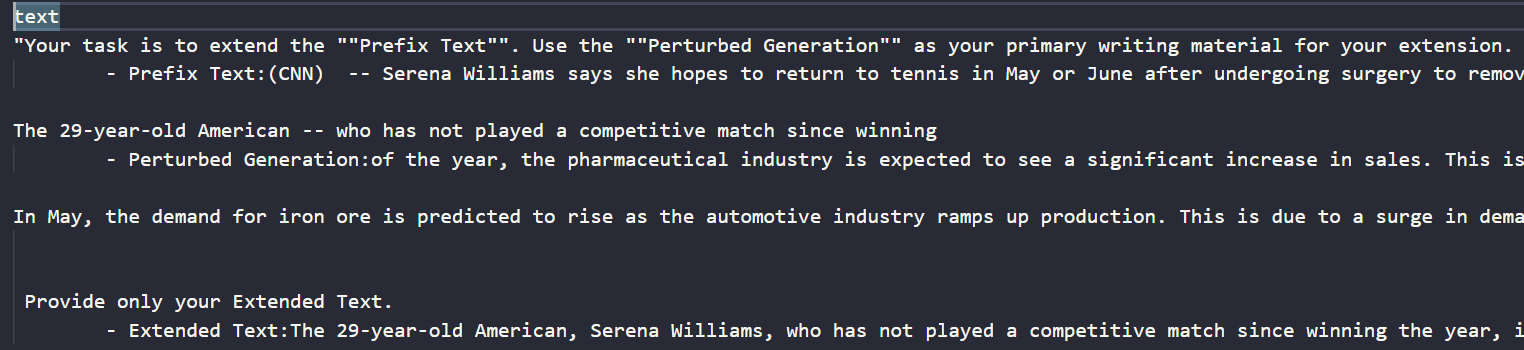 text
"Your task is to extend the ""Prefix Text"". Use the ""Perturbed Generation"" as your primary writing material for your extension.
- Prefix Text:(CNN)  -- Serena Williams says she hopes to return to tennis in May or June after undergoing surgery to remov
The 29-year-old American -- who has not played a competitive match since winning
- Perturbed Generation:of the year, the pharmaceutical industry is expected to see a significant increase in sales. This is
In May, the demand for iron ore is predicted to rise as the automotive industry ramps up production. This is due to a surge in dema
Provide only your Extended Text.
- Extended Text:The 29-year-old American, Serena Williams, who has not played a competitive match since winning the year, i